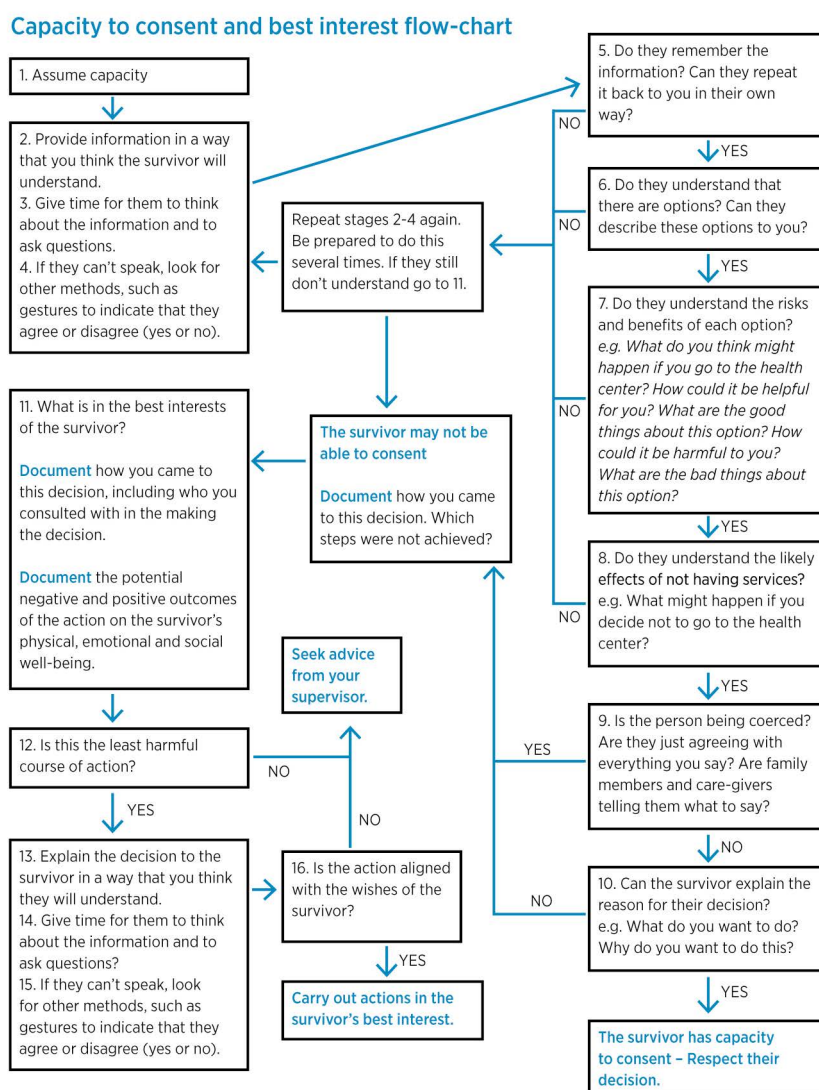 Capacity to consent and best interest flow-chart
1. Assume capacity
2. Provide information in a way
that you think the survivor will
understand.
3. Give time for them to think
about the information and to
ask questions.
4. If they can’t speak, look for
other methods, such as
gestures to indicate that they
agree or disagree (yes or no).
Repeat stages 2-4 again.
Be prepared to do this
several times. If they still
don’t understand go to 11.
5. Do they remember the
information? Can they repeat
it back to you in their own
way?
NO
YES
6. Do they understand that
there are options? Can they
describe these options to you?
NO
YES
7. Do they understand the risks
and benefits of each option?
e.g. What do you think might
happen if you go to the health
center? How could it be helpful
for you? What are the good
things about this option? How
could it be harmful to you?
What are the bad things about
this option?
NO
YES
8. Do they understand the likely
effects of not having services?
e.g. What might happen if you
decide not to go to the health
center?
NO
YES
9. Is the person being coerced?
Are they just agreeing with
everything you say? Are family
members and care-givers
telling them what to say?
YES
NO
10. Can the survivor explain the
reason for their decision?
e.g. What do you want to do?
Why do you want to do this?
NO
YES
The survivor has capacity
to consent – Respect their
decision.
The survivor may not be
able to consent
Document how you came
to this decision. Which
steps were not achieved?
11. What is in the best interests
of the survivor?
Document how you came to
this decision, including who you
consulted with in the making
the decision.
Document the potential
negative and positive outcomes
of the action on the survivor’s
physical, emotional and social
well-being.
12. Is this the least harmful
course of action?
NO
YES
Seek advice
from your
supervisor.
13. Explain the decision to the
survivor in a way that you think
they will understand.
14. Give time for them to think
about the information and to
ask questions?
15. If they can’t speak, look
for other methods, such as
gestures to indicate that they
agree or disagree (yes or no).
16. Is the action aligned
with the wishes of the
survivor?
NO
YES
Carry out actions in the
survivor’s best interest.